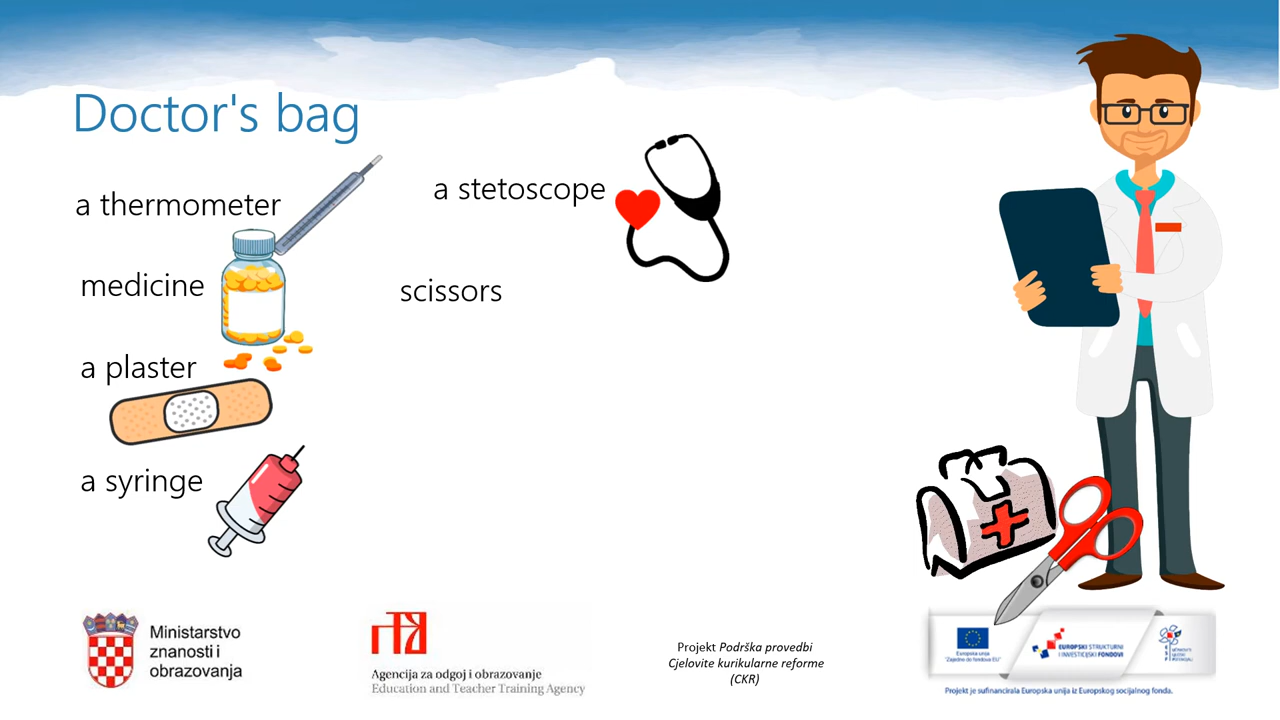 Doctor's bag
a thermometer
medicine
a plaster
a syringe
a stetoscope
scissors
Ministarstvo
znanosti i
obrazovanja
Agencija za odgoj i obrazovanje
Education and Teacher Training Agency
Projekt Podrška provedbi
Cjelovite kurikularne reforme
(CKR)
Europska unija
"Zajedno do fondova EU"
EUROPSKI STRUKTURNI
I INVESTICIJSKI FONDOVI
Projekt je sufinancirala Europska unija iz Europskog socijalnog fonda.